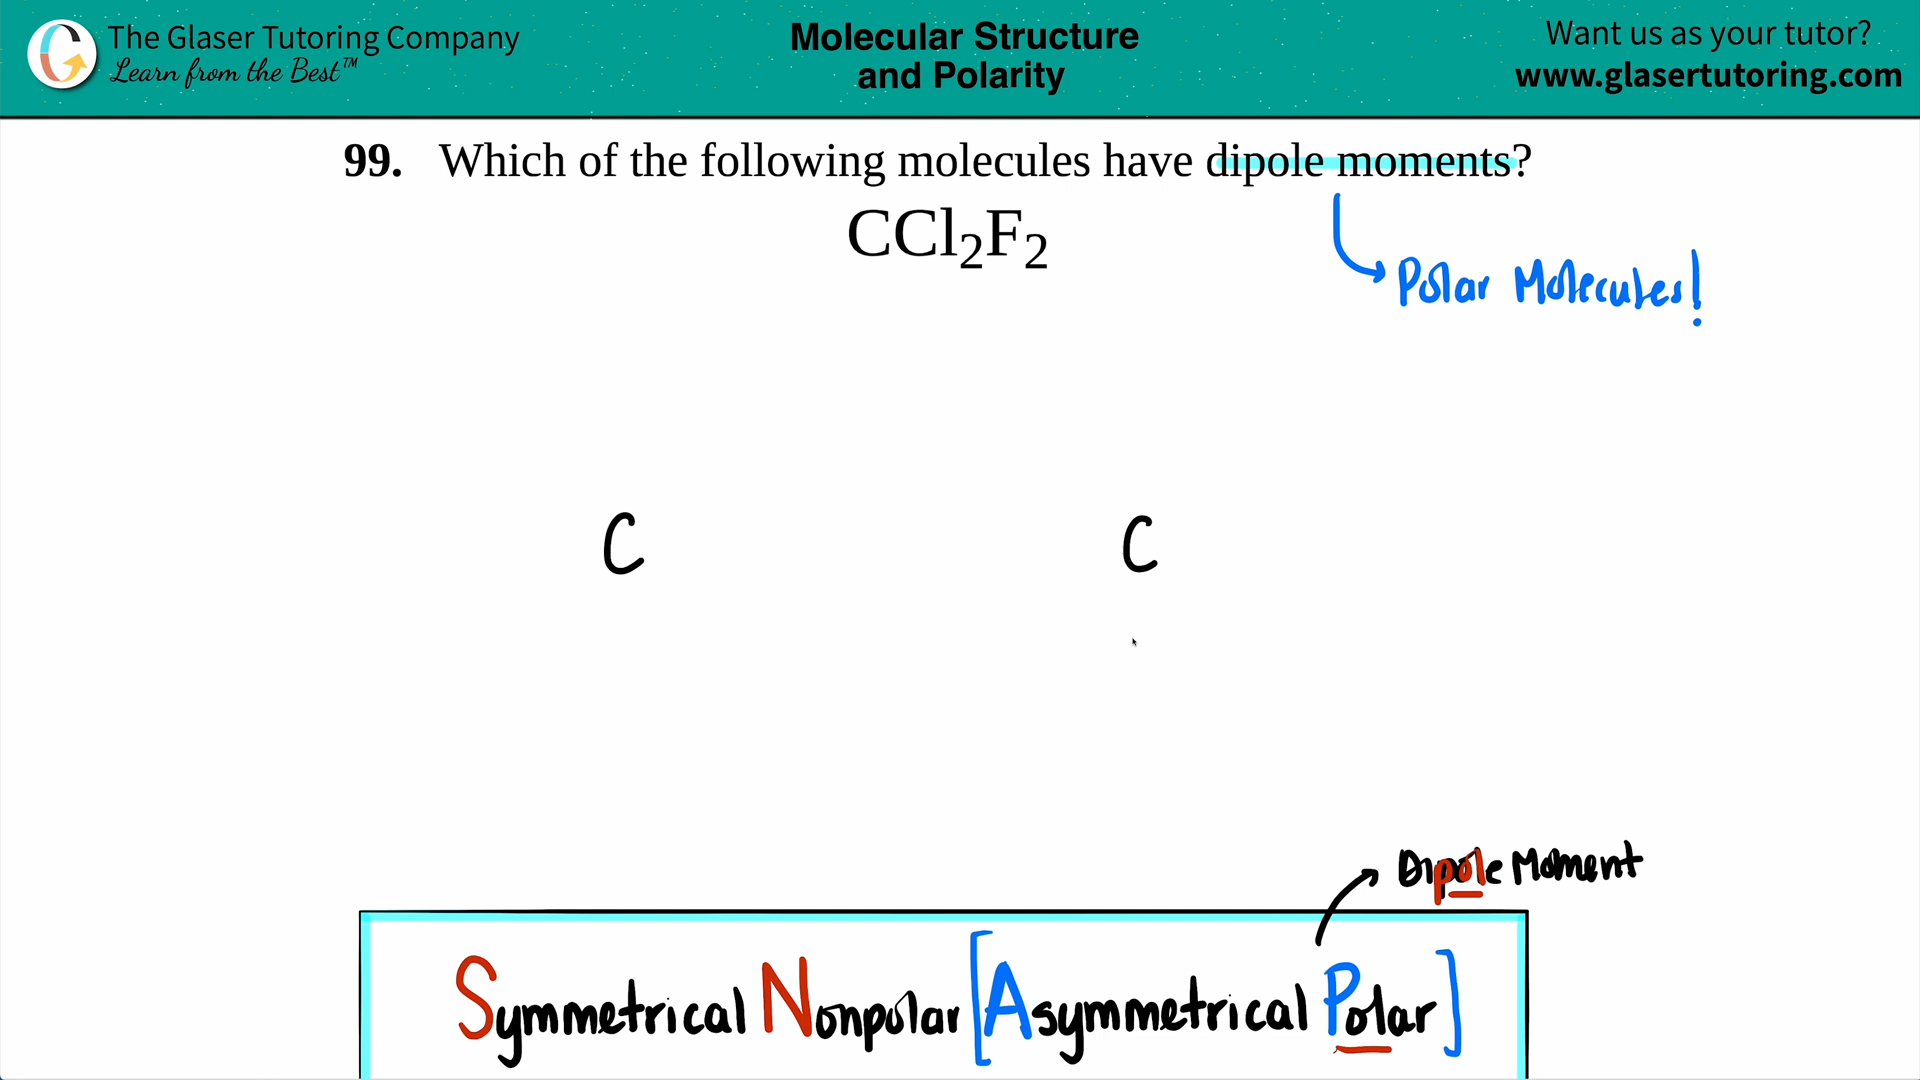 The Glaser Tutoring Company
Learn from the Best™
Molecular Structure
and Polarity
Want us as your tutor?
www.glasertutoring.com
99. Which of the following molecules have dipole moments?
CCl₂F₂
Polar Molecules!
C C
Dipole Moment
Symmetrical Nonpolar [Asymmetrical Polar]